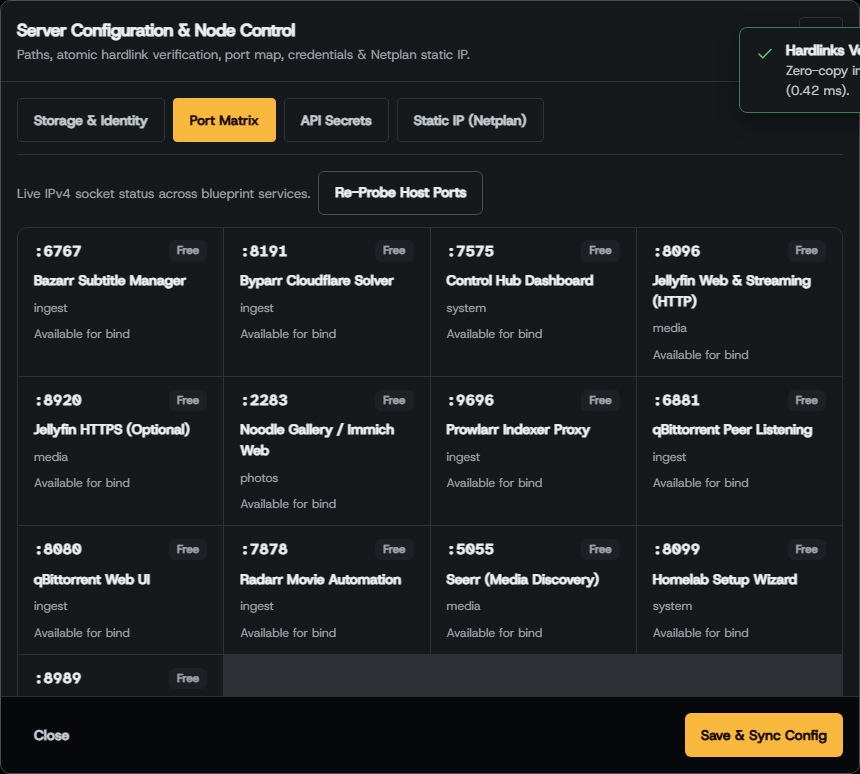 Server Configuration & Node Control
Paths, atomic hardlink verification, port map, credentials & Netplan static IP.
Hardlinks Ve
Zero-copy in
(0.42 ms).
Storage & Identity
Port Matrix
API Secrets
Static IP (Netplan)
Live IPv4 socket status across blueprint services.
Re-Probe Host Ports
:6767 Free
Bazarr Subtitle Manager
ingest
Available for bind
:8191 Free
Byparr Cloudflare Solver
ingest
Available for bind
:7575 Free
Control Hub Dashboard
system
Available for bind
:8096 Free
Jellyfin Web & Streaming
(HTTP)
media
Available for bind
:8920 Free
Jellyfin HTTPS (Optional)
media
Available for bind
:2283 Free
Noodle Gallery / Immich
Web
photos
Available for bind
:9696 Free
Prowlarr Indexer Proxy
ingest
Available for bind
:6881 Free
qBittorrent Peer Listening
ingest
Available for bind
:8080 Free
qBittorrent Web UI
ingest
Available for bind
:7878 Free
Radarr Movie Automation
ingest
Available for bind
:5055 Free
Seerr (Media Discovery)
media
Available for bind
:8099 Free
Homelab Setup Wizard
system
Available for bind
:8989 Free
Close
Save & Sync Config